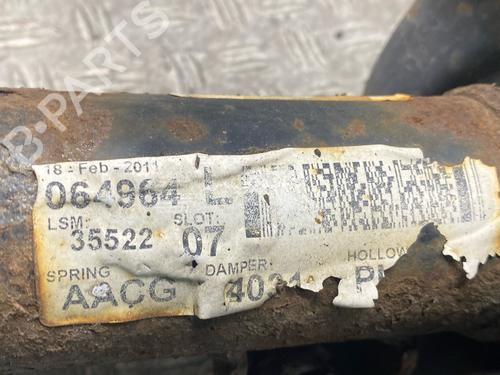 B-PARTS
18 - Feb - 2011
064964 L
LSM: SLOT:
35522 07
SPRING DAMPER: HOLLOW
AACG